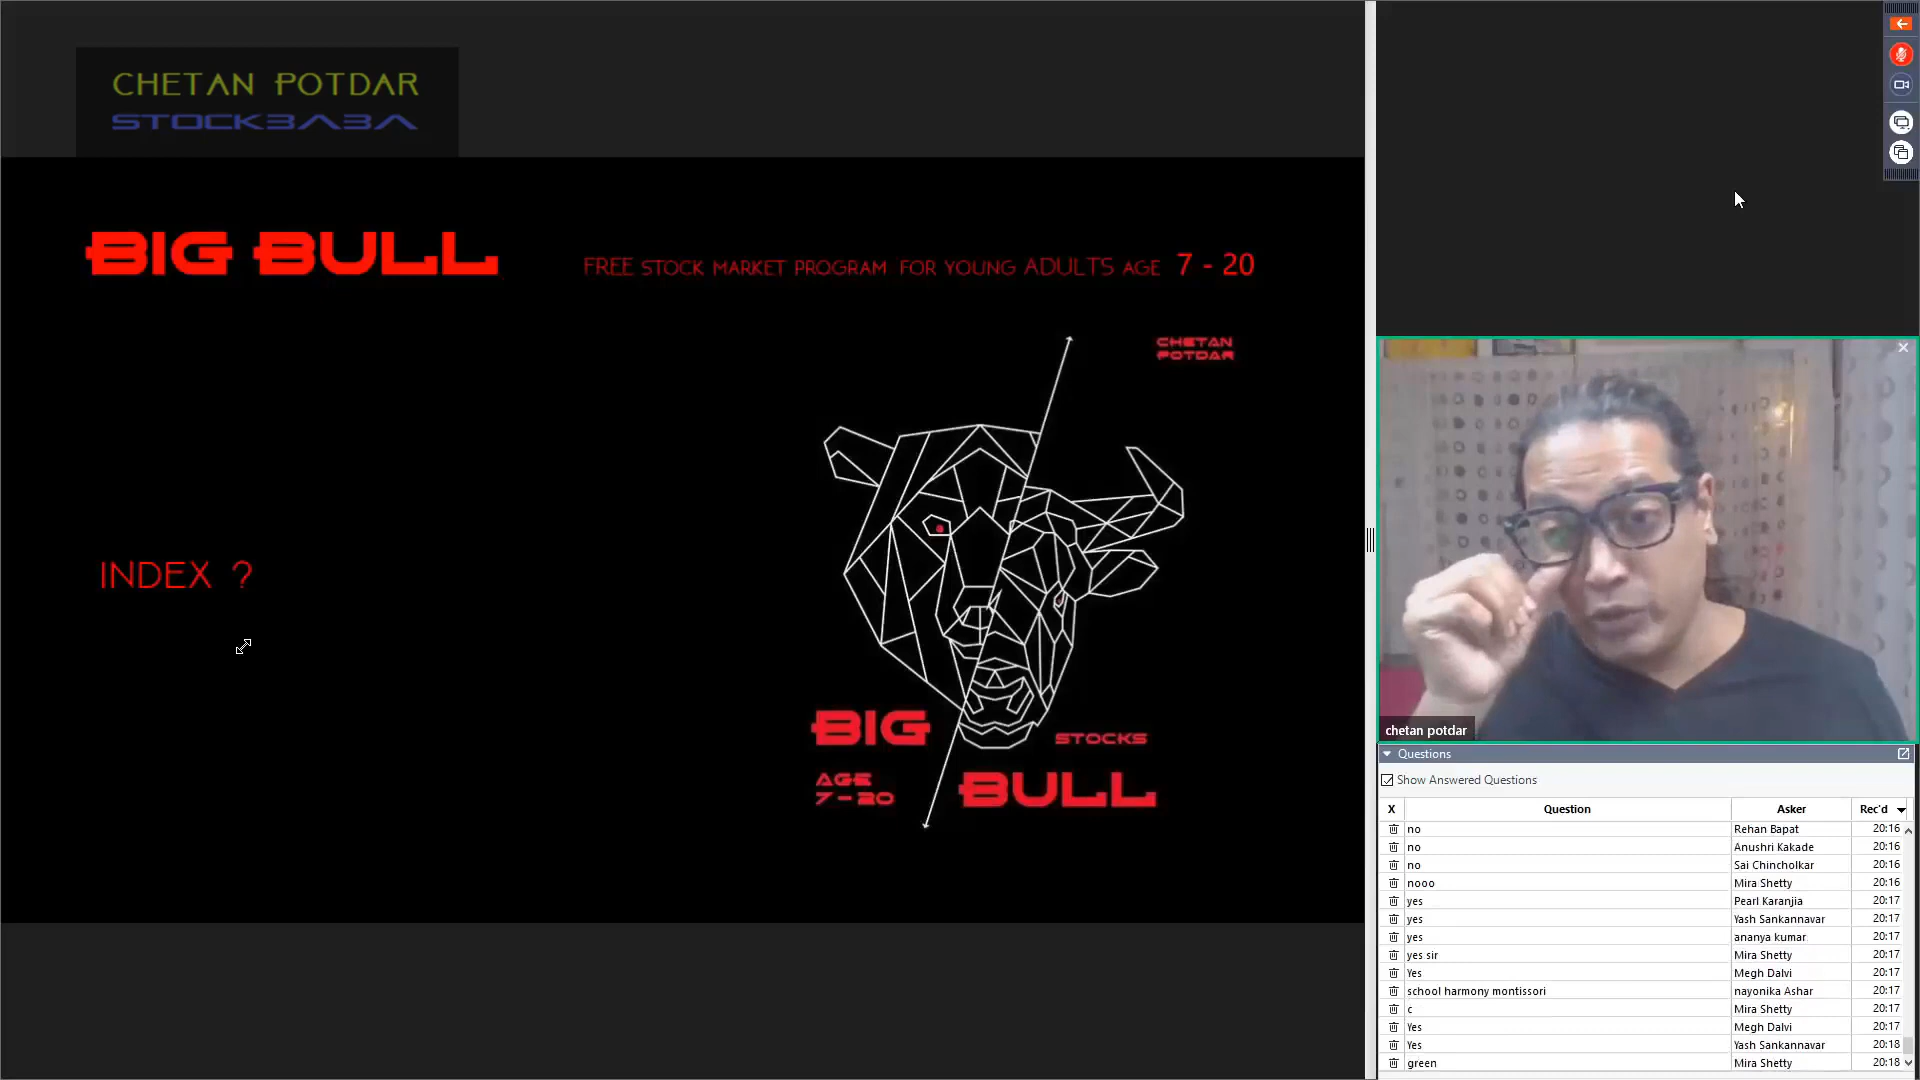 CHETAN POTDAR
STOCKBABA
BIG BULL
FREE STOCK MARKET PROGRAM FOR YOUNG ADULTS AGE 7 - 20
CHETAN
POTDAR
INDEX ?
BIG
STOCKS
AGE
7 - 20
BULL
chetan potdar
Questions
Show Answered Questions
X Question Asker Rec'd
no Rehan Bapat 20:16
no Anushri Kakade 20:16
no Sai Chincholkar 20:16
nooo Mira Shetty 20:16
yes Pearl Karanjia 20:17
yes Yash Sankannavar 20:17
yes ananya kumar 20:17
yes sir Mira Shetty 20:17
Yes Megh Dalvi 20:17
school harmony montissori nayonika Ashar 20:17
c Mira Shetty 20:17
Yes Megh Dalvi 20:17
Yes Yash Sankannavar 20:18
green Mira Shetty 20:18